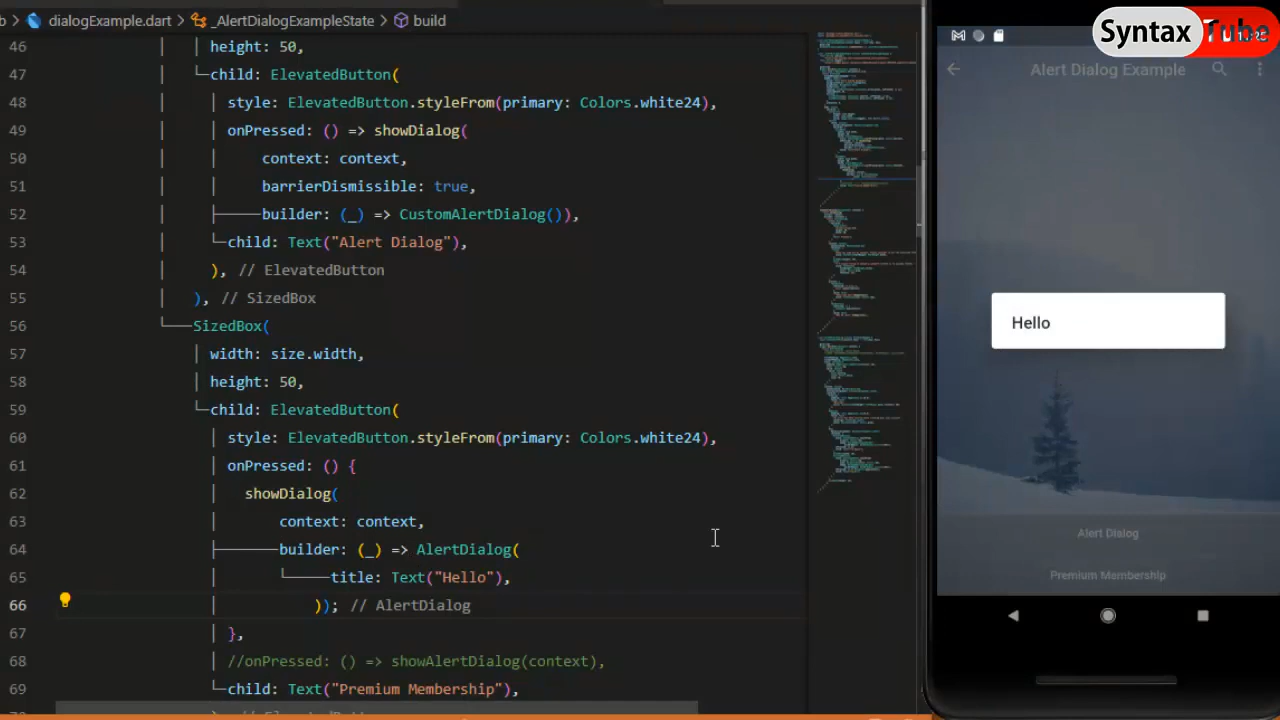 b > dialogExample.dart > _AlertDialogExampleState > build
46 height: 50,
47 child: ElevatedButton(
48 style: ElevatedButton.styleFrom(primary: Colors.white24),
49 onPressed: () => showDialog(
50 context: context,
51 barrierDismissible: true,
52 builder: (_) => CustomAlertDialog()),
53 child: Text("Alert Dialog"),
54 ), // ElevatedButton
55 ), // SizedBox
56 SizedBox(
57 width: size.width,
58 height: 50,
59 child: ElevatedButton(
60 style: ElevatedButton.styleFrom(primary: Colors.white24),
61 onPressed: () {
62 showDialog(
63 context: context,
64 builder: (_) => AlertDialog(
65 title: Text("Hello"),
66 )); // AlertDialog
67 },
68 //onPressed: () => showAlertDialog(context),
69 child: Text("Premium Membership"),
SyntaxTube
Alert Dialog Example
Hello
Alert Dialog
Premium Membership